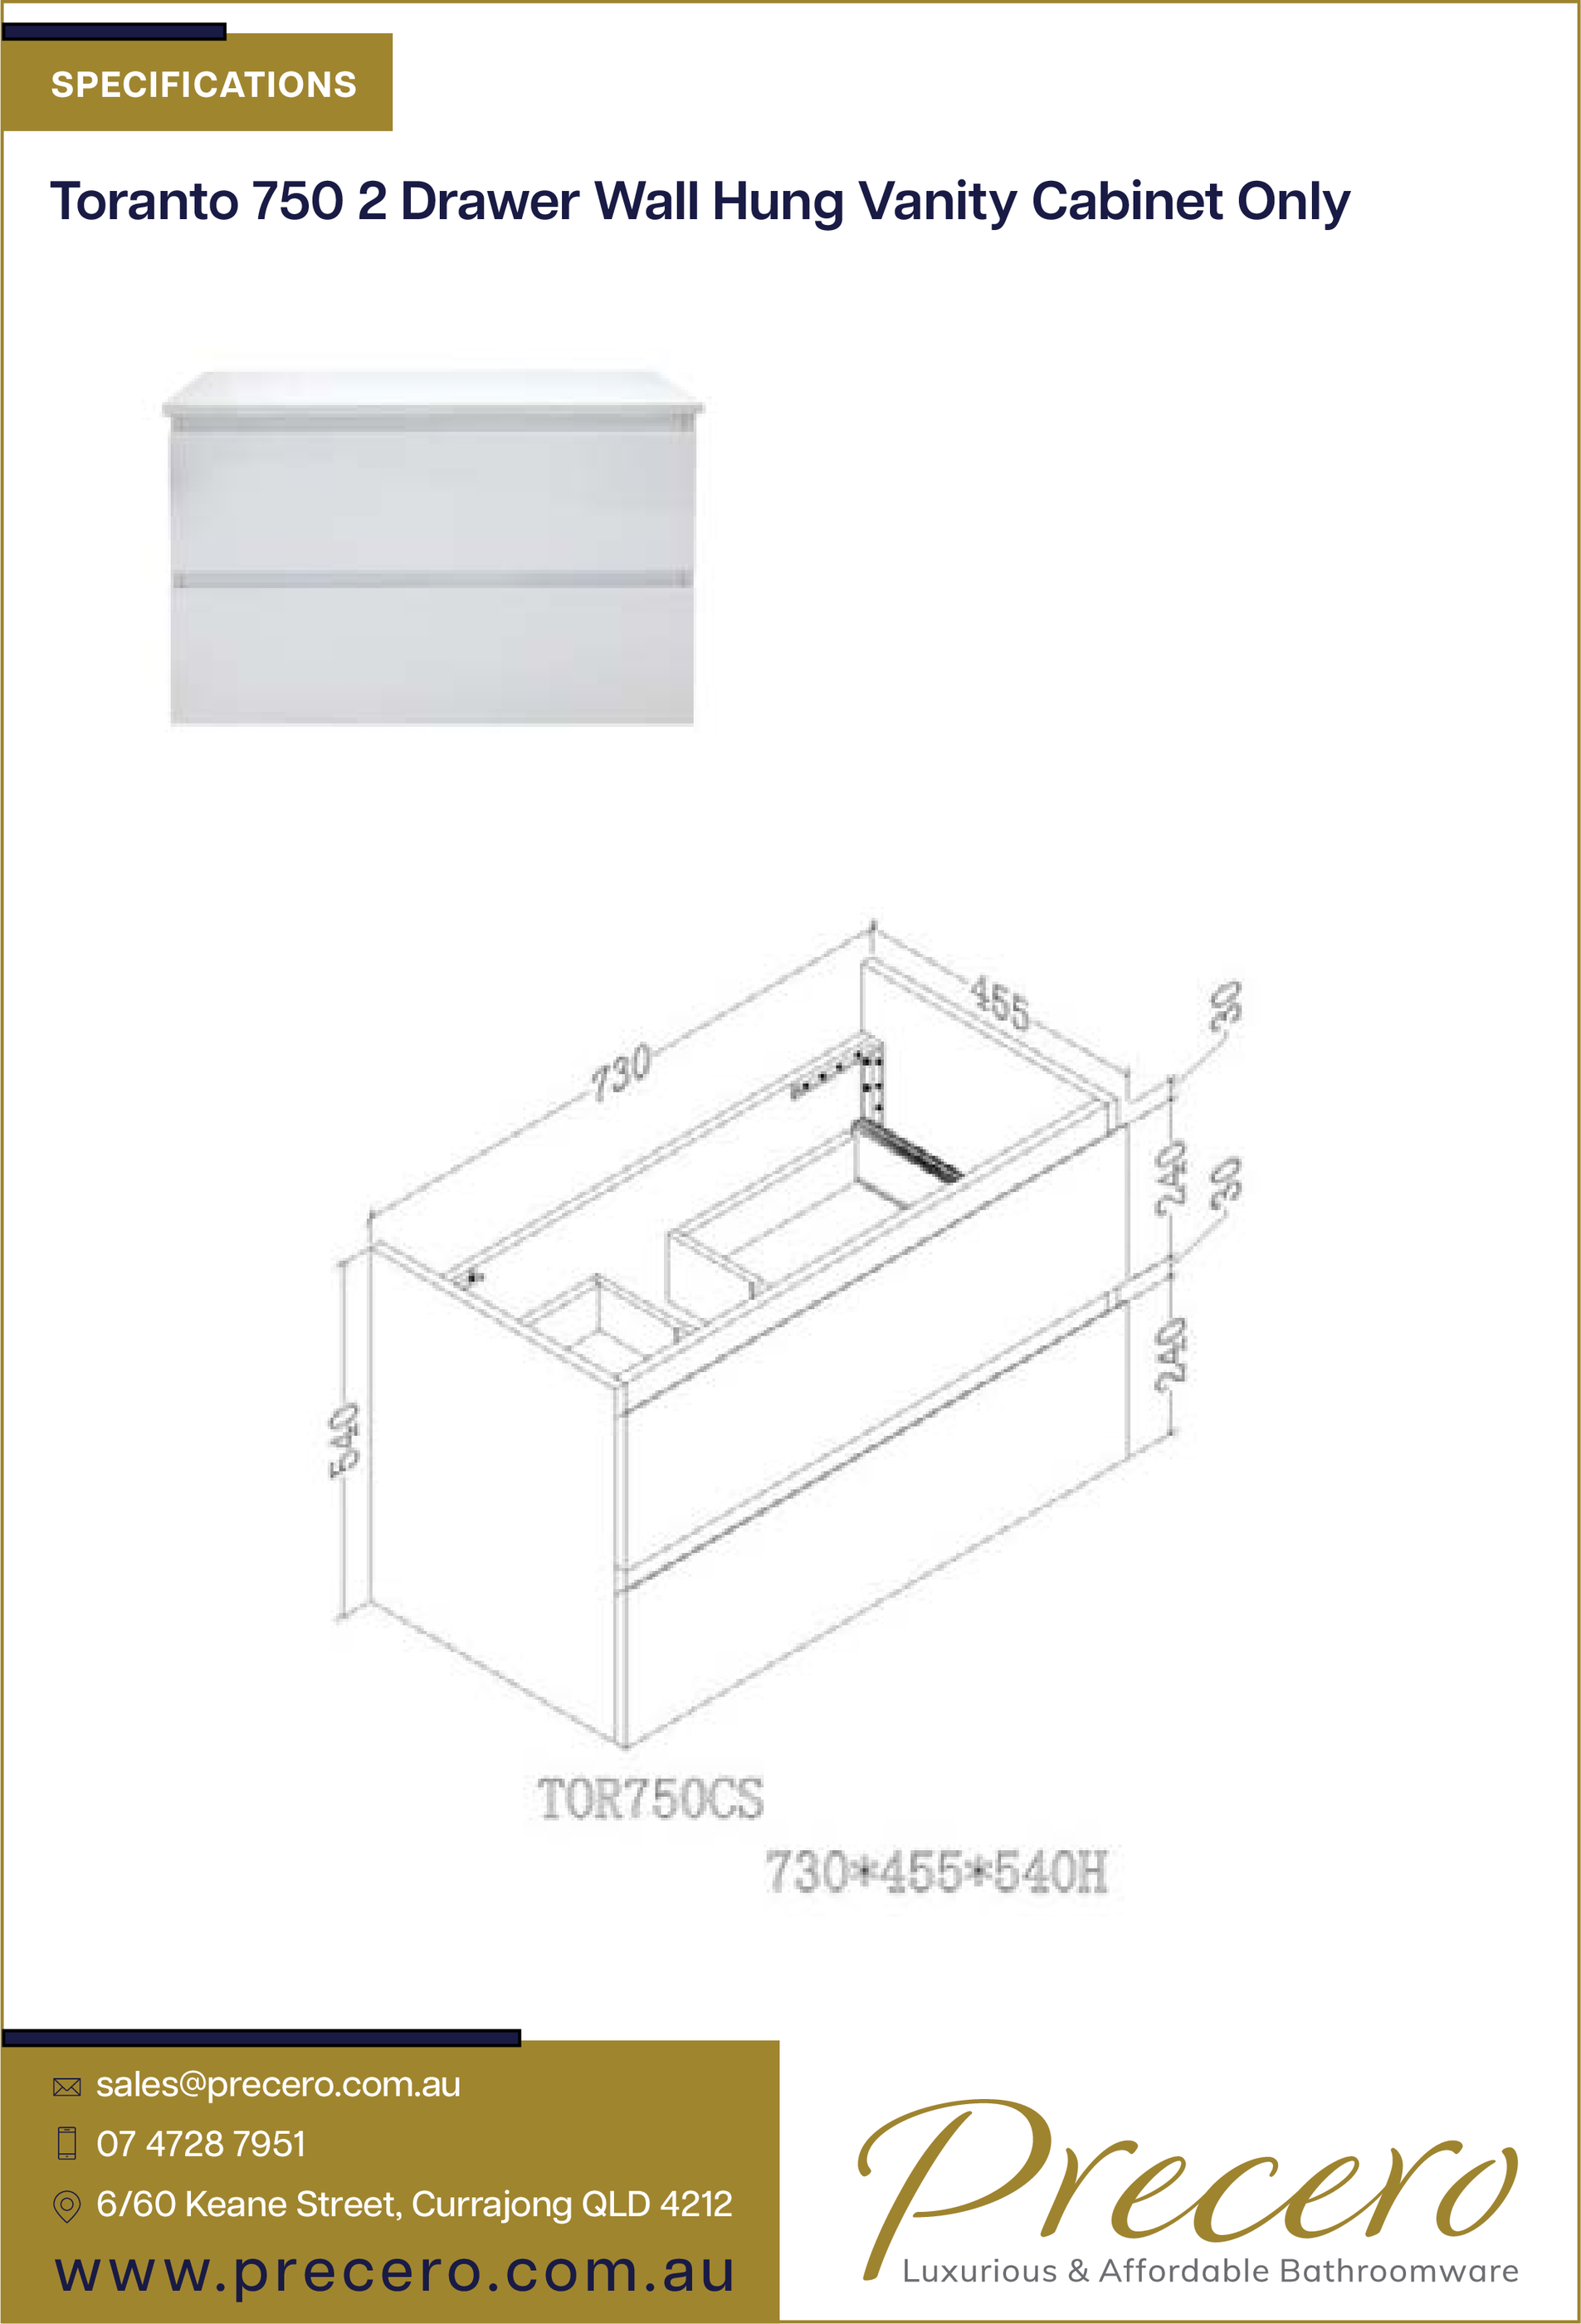 SPECIFICATIONS
Toranto 750 2 Drawer Wall Hung Vanity Cabinet Only
455
30
730
240
30
240
540
TOR750CS
730*455*540H
sales@precero.com.au
07 4728 7951
6/60 Keane Street, Currajong QLD 4212
www.precero.com.au
Precero
Luxurious & Affordable Bathroomware